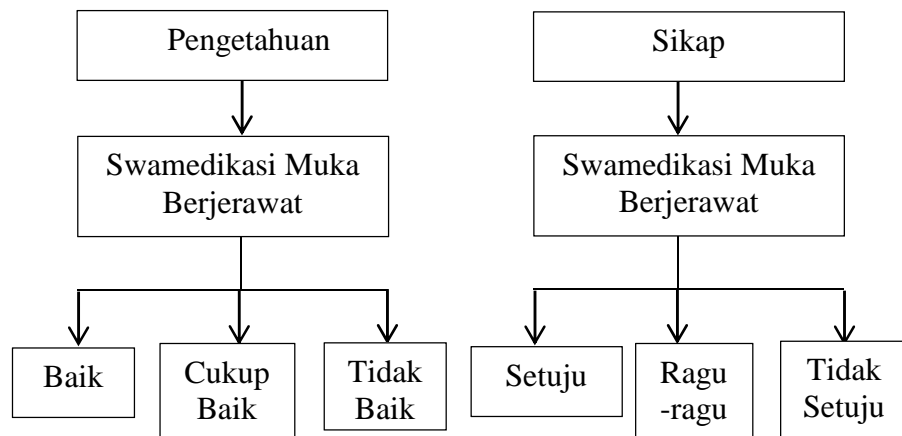 Pengetahuan
Swamedikasi Muka
Berjerawat
Baik
Cukup
Baik
Tidak
Baik
Sikap
Swamedikasi Muka
Berjerawat
Setuju
Ragu
-ragu
Tidak
Setuju